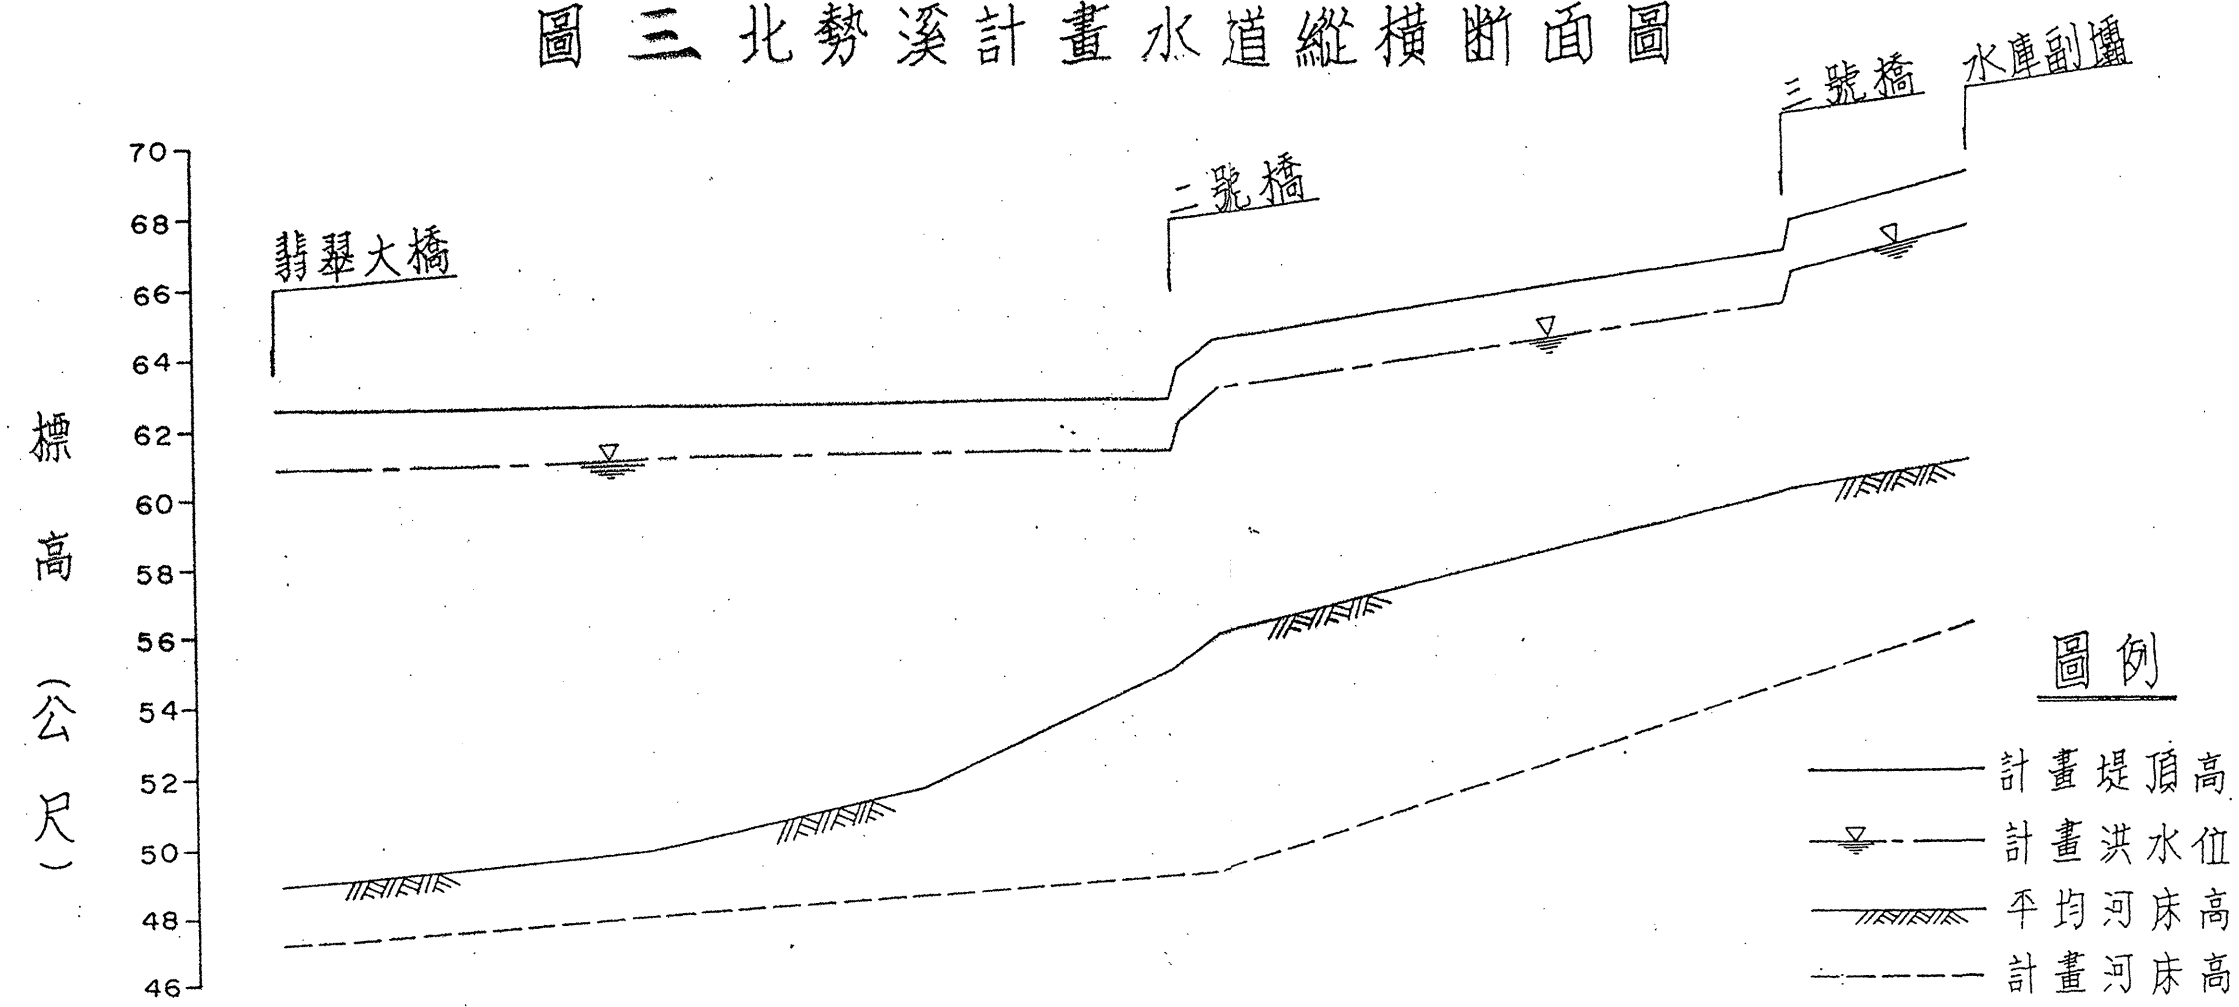 圖三北勢溪計畫水道縱橫断面圖
翡翠大橋
二號橋
三號橋
水庫副壩
標高（公尺）
70
68
66
64
62
60
58
56
54
52
50
48
46
圖例
計畫堤頂高
計畫洪水位
平均河床高
計畫河床高